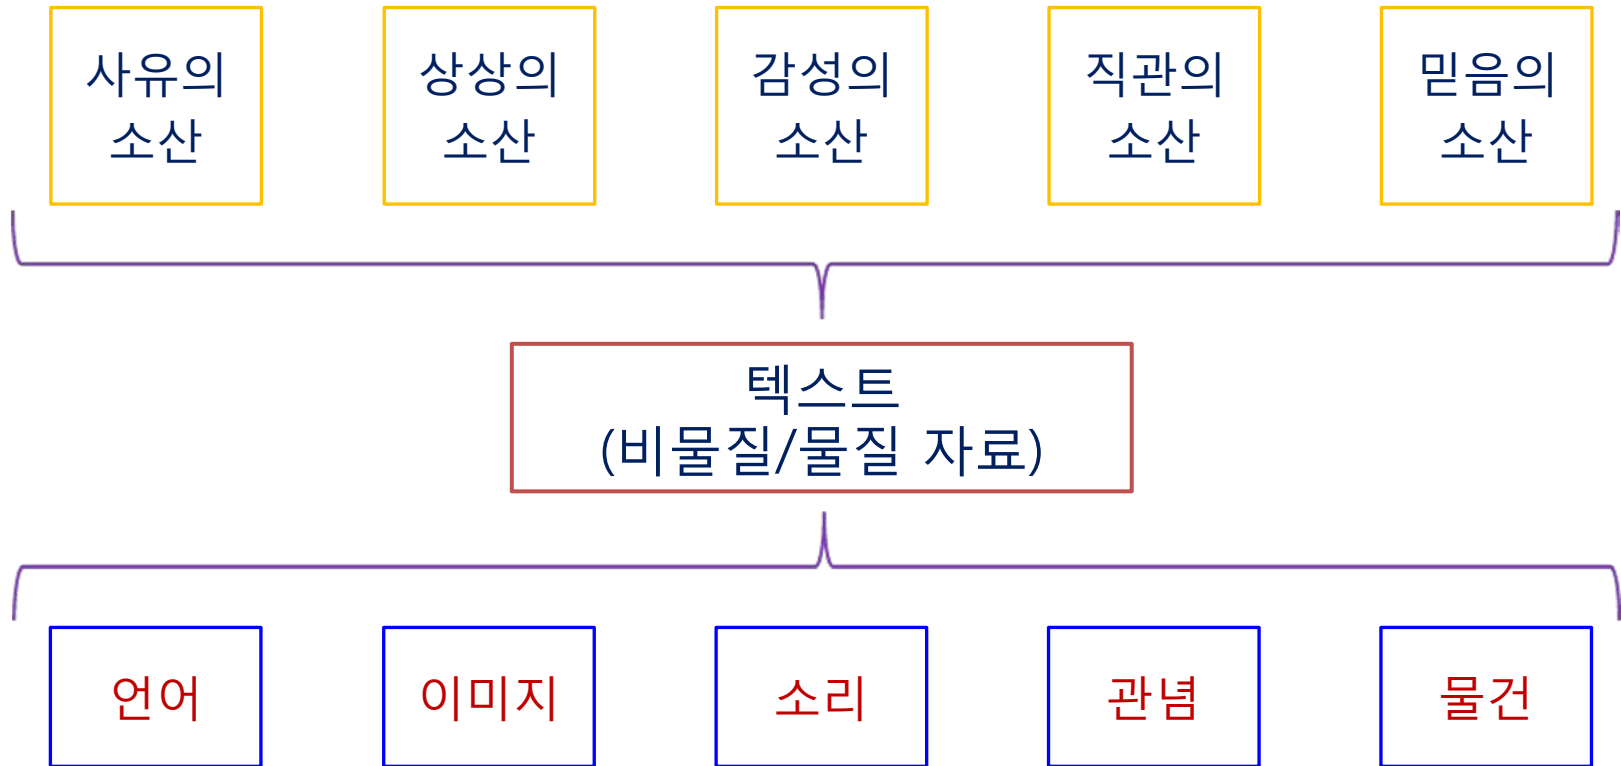 사유의
소산
상상의
소산
감성의
소산
직관의
소산
믿음의
소산
텍스트
(비물질/물질 자료)
언어
이미지
소리
관념
물건